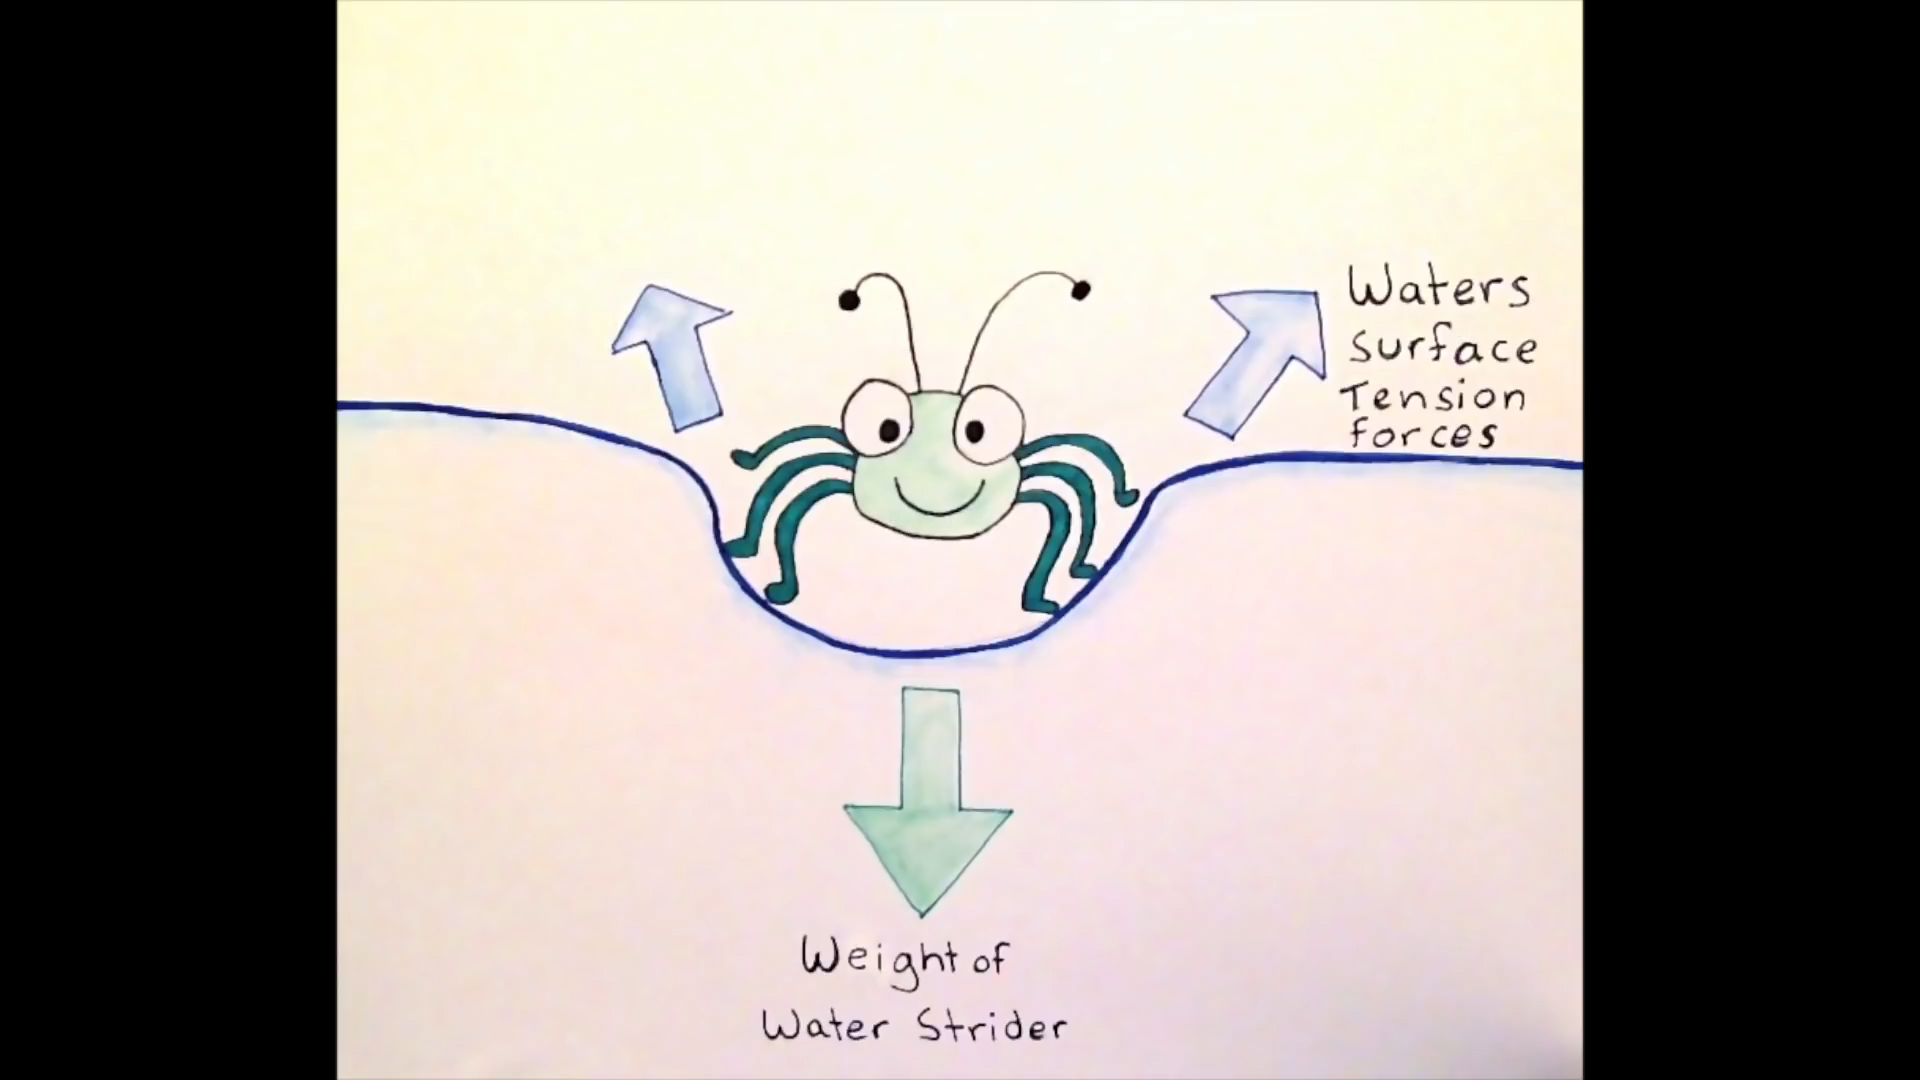 Waters
surface
Tension
forces
Weight of
Water Strider